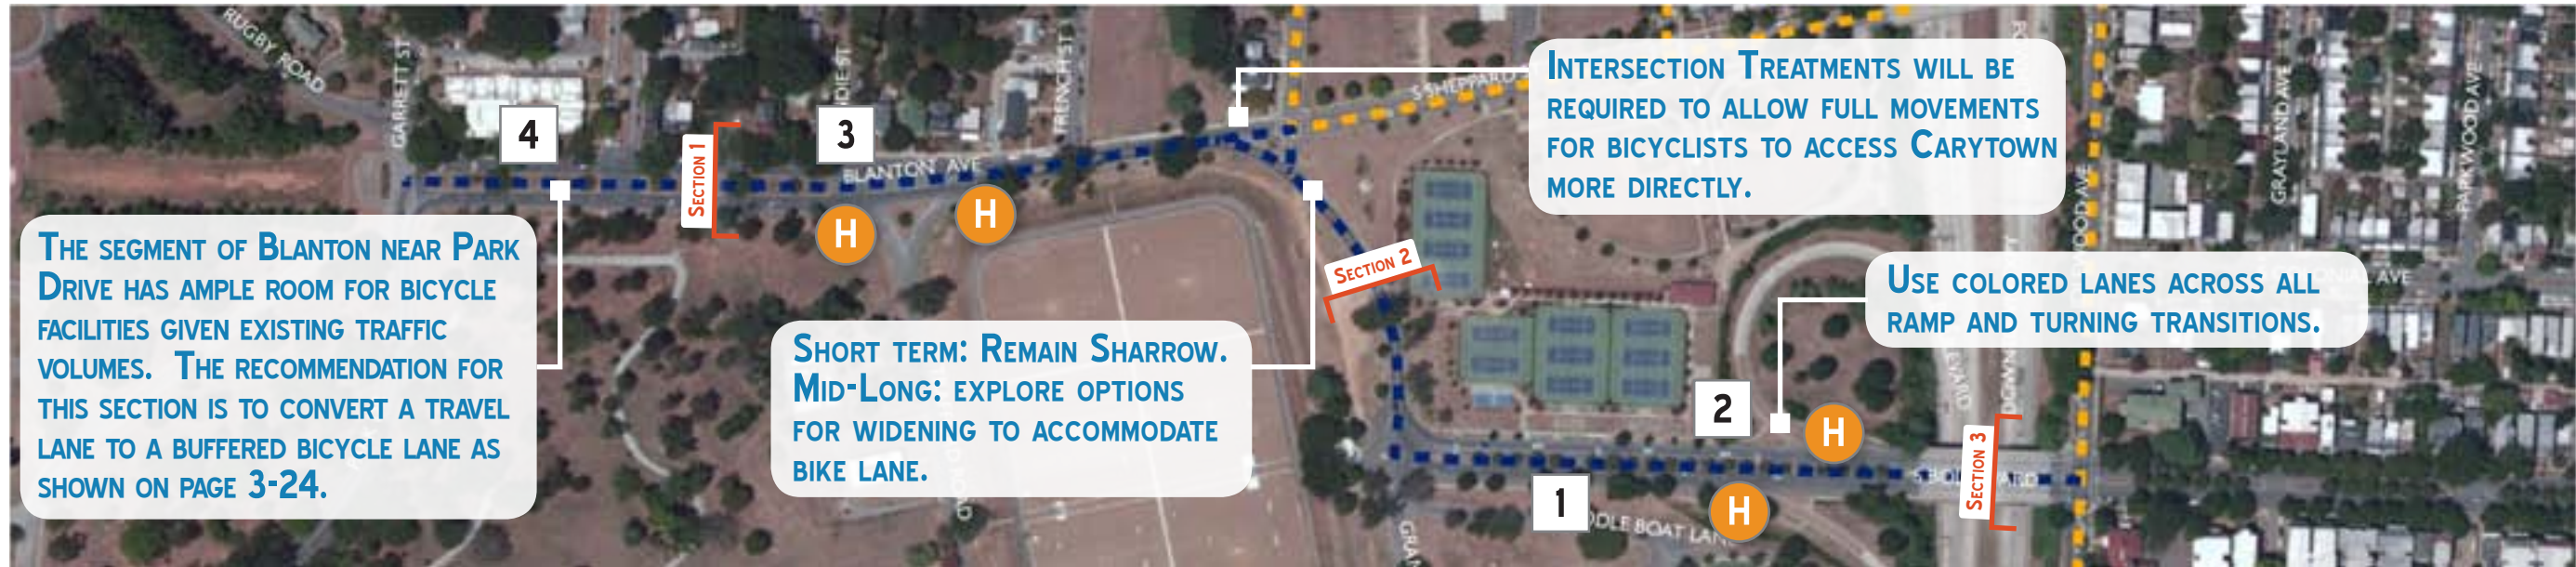 RUGBY ROAD
GARRETT ST
TRENCH ST
4
SECTION 1
3
BLANTON AVE
H
H
THE SEGMENT OF BLANTON NEAR PARK
DRIVE HAS AMPLE ROOM FOR BICYCLE
FACILITIES GIVEN EXISTING TRAFFIC
VOLUMES. THE RECOMMENDATION FOR
THIS SECTION IS TO CONVERT A TRAVEL
LANE TO A BUFFERED BICYCLE LANE AS
SHOWN ON PAGE 3-24.
SHORT TERM: REMAIN SHARROW.
MID-LONG: EXPLORE OPTIONS
FOR WIDENING TO ACCOMMODATE
BIKE LANE.
S SHEPPARD
INTERSECTION TREATMENTS WILL BE
REQUIRED TO ALLOW FULL MOVEMENTS
FOR BICYCLISTS TO ACCESS CARYTOWN
MORE DIRECTLY.
SECTION 2
USE COLORED LANES ACROSS ALL
RAMP AND TURNING TRANSITIONS.
AVE
GRAYLAND AVE
PARKWOOD AVE
2
H
1
H
BOAT LAN
SECTION 3